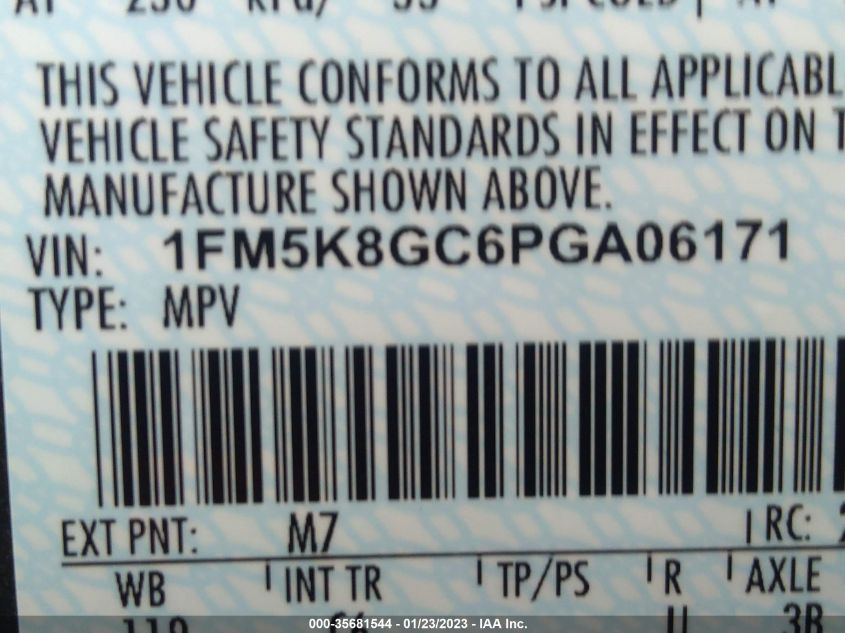 THIS VEHICLE CONFORMS TO ALL APPLICABL
VEHICLE SAFETY STANDARDS IN EFFECT ON T
MANUFACTURE SHOWN ABOVE.
VIN: 1FM5K8GC6PGA06171
TYPE: MPV
EXT PNT: M7 RC:
WB INT TR TP/PS R AXLE
000-35681544 / 01/23/2023 - IAA Inc.